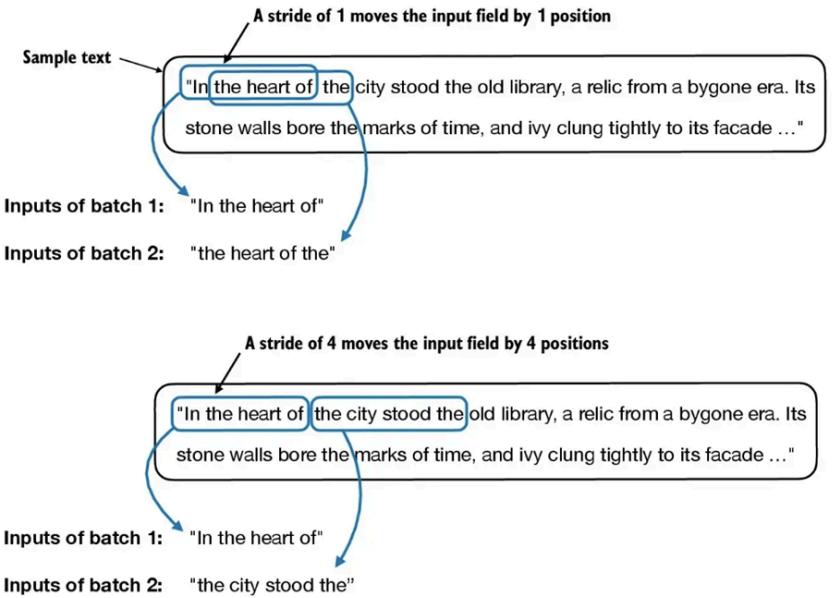 A stride of 1 moves the input field by 1 position
Sample text
"In the heart of the city stood the old library, a relic from a bygone era. Its
stone walls bore the marks of time, and ivy clung tightly to its facade ..."
Inputs of batch 1: "In the heart of"
Inputs of batch 2: "the heart of the"
A stride of 4 moves the input field by 4 positions
"In the heart of the city stood the old library, a relic from a bygone era. Its
stone walls bore the marks of time, and ivy clung tightly to its facade ..."
Inputs of batch 1: "In the heart of"
Inputs of batch 2: "the city stood the”